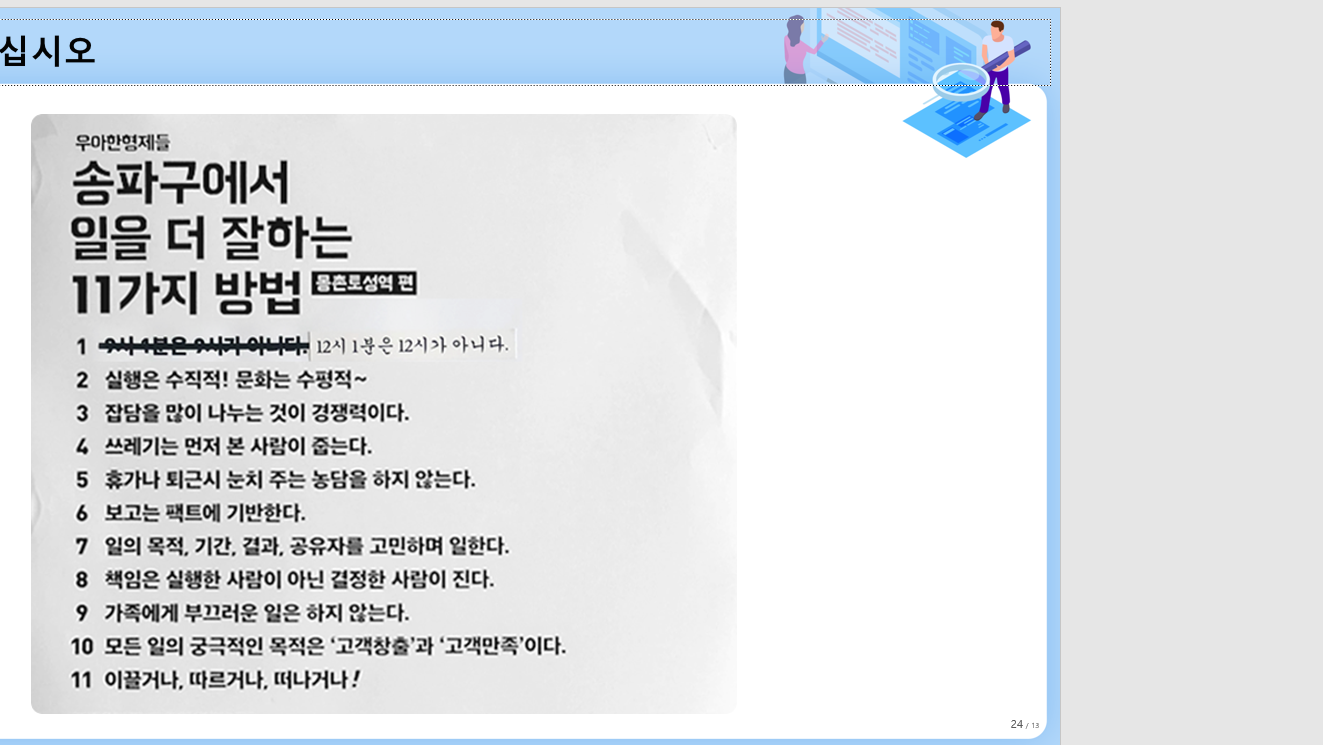 십시오
우아한형제들
송파구에서
일을 더 잘하는
11가지 방법 몽촌토성역 편
1 9시 1분은 9시가 아니다. 12시 1분은 12시가 아니다.
2 실행은 수직적! 문화는 수평적~
3 잡담을 많이 나누는 것이 경쟁력이다.
4 쓰레기는 먼저 본 사람이 줍는다.
5 휴가나 퇴근시 눈치 주는 농담을 하지 않는다.
6 보고는 팩트에 기반한다.
7 일의 목적, 기간, 결과, 공유자를 고민하며 일한다.
8 책임은 실행한 사람이 아닌 결정한 사람이 진다.
9 가족에게 부끄러운 일은 하지 않는다.
10 모든 일의 궁극적인 목적은 ‘고객창출’과 ‘고객만족’이다.
11 이끌거나, 따르거나, 떠나거나!
24 / 13